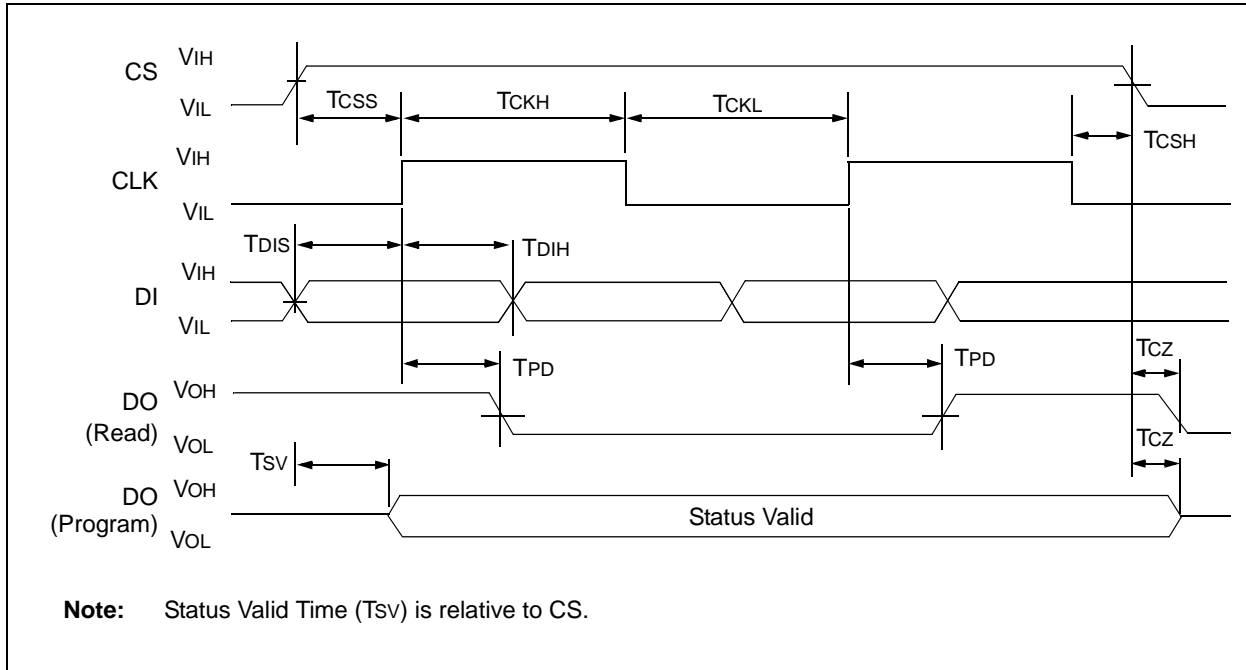 CS
VIH
VIL
TCSS
TCKH
TCKL
TCSH
CLK
VIH
VIL
TDIS
TDIH
DI
VIH
VIL
TPD
TPD
TCZ
DO
(Read)
VOH
VOL
TCZ
TSV
DO
(Program)
VOH
VOL
Status Valid
Note: Status Valid Time (TSV) is relative to CS.